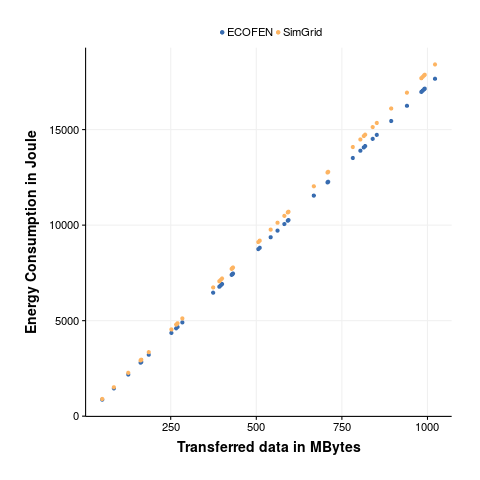 ECOFEN SimGrid
Energy Consumption in Joule
15000
10000
5000
0
250 500 750 1000
Transferred data in MBytes